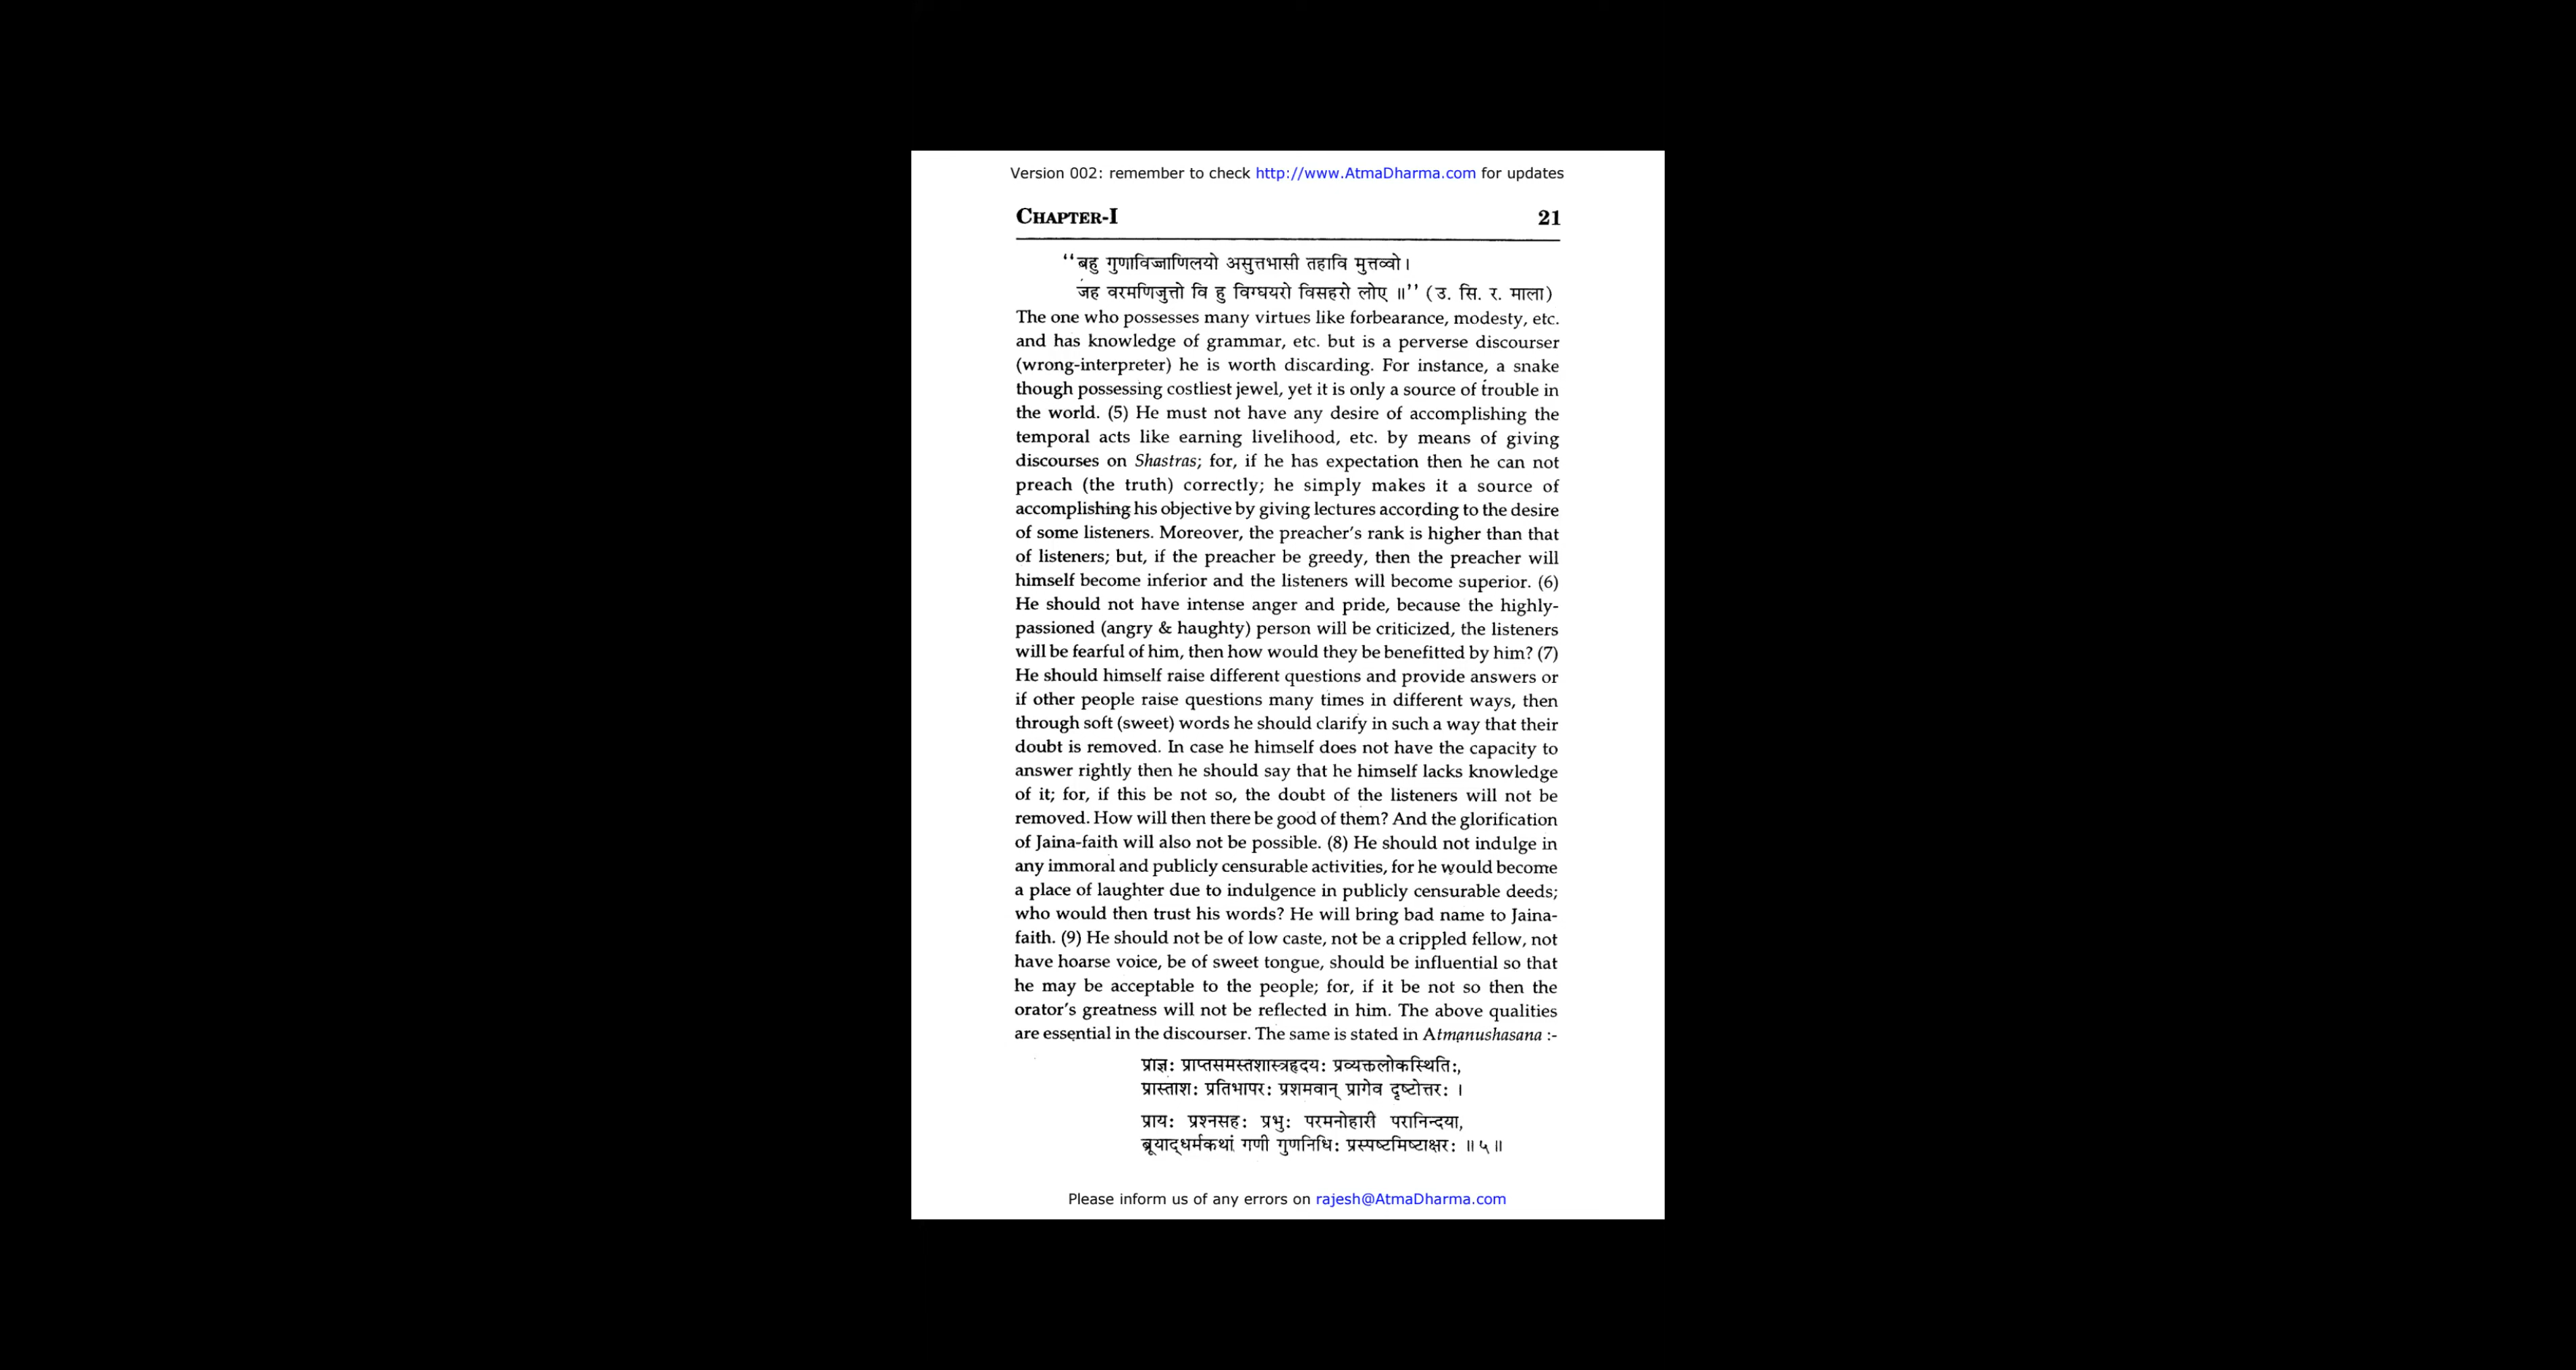 Version 002: remember to check http://www.AtmaDharma.com for updates
CHAPTER-I 21
‘‘बहु गुणाविज्जाणिलयो असुत्तभासी तहावि मुत्तव्वो।
जह वरमणिजुत्तो वि हु विग्घयरो विसहरो लोए ॥’’ (उ. सि. र. माला)
The one who possesses many virtues like forbearance, modesty, etc.
and has knowledge of grammar, etc. but is a perverse discourser
(wrong-interpreter) he is worth discarding. For instance, a snake
though possessing costliest jewel, yet it is only a source of trouble in
the world. (5) He must not have any desire of accomplishing the
temporal acts like earning livelihood, etc. by means of giving
discourses on Shastras; for, if he has expectation then he can not
preach (the truth) correctly; he simply makes it a source of
accomplishing his objective by giving lectures according to the desire
of some listeners. Moreover, the preacher's rank is higher than that
of listeners; but, if the preacher be greedy, then the preacher will
himself become inferior and the listeners will become superior. (6)
He should not have intense anger and pride, because the highly-
passioned (angry & haughty) person will be criticized, the listeners
will be fearful of him, then how would they be benefitted by him? (7)
He should himself raise different questions and provide answers or
if other people raise questions many times in different ways, then
through soft (sweet) words he should clarify in such a way that their
doubt is removed. In case he himself does not have the capacity to
answer rightly then he should say that he himself lacks knowledge
of it; for, if this be not so, the doubt of the listeners will not be
removed. How will then there be good of them? And the glorification
of Jaina-faith will also not be possible. (8) He should not indulge in
any immoral and publicly censurable activities, for he would become
a place of laughter due to indulgence in publicly censurable deeds;
who would then trust his words? He will bring bad name to Jaina-
faith. (9) He should not be of low caste, not be a crippled fellow, not
have hoarse voice, be of sweet tongue, should be influential so that
he may be acceptable to the people; for, if it be not so then the
orator's greatness will not be reflected in him. The above qualities
are essential in the discourser. The same is stated in Atmanushasana :-
प्राज्ञः प्राप्तसमस्तशास्त्रहृदयः प्रव्यक्तलोकस्थितिः,
प्रास्ताशः प्रतिभापरः प्रशमवान् प्रागेव दृष्टोत्तरः ।
प्रायः प्रश्नसहः प्रभुः परमनोहारी परानिन्दया,
ब्रूयाद्धर्मकथां गणी गुणनिधिः प्रस्पष्टमिष्टाक्षरः ॥५॥
Please inform us of any errors on rajesh@AtmaDharma.com